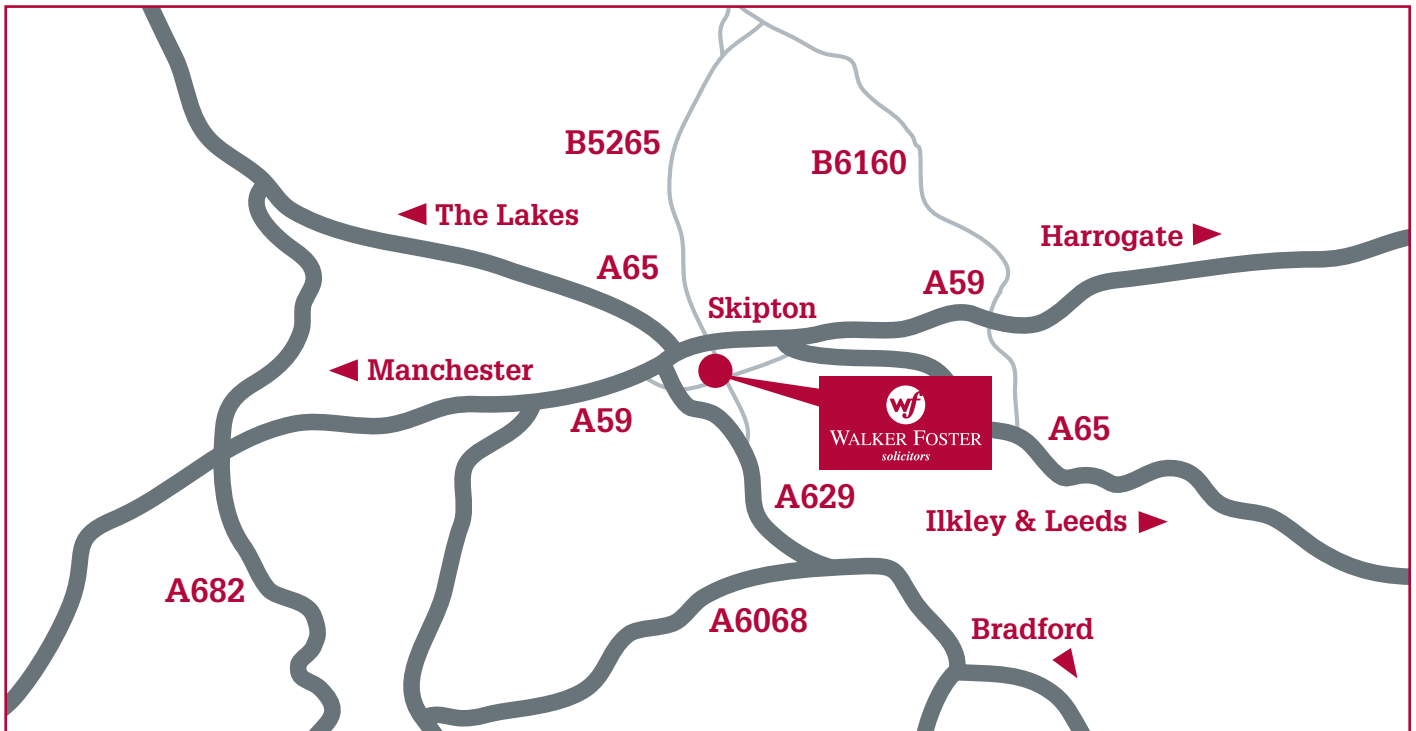 B5265
B6160
The Lakes
Harrogate
A65
A59
Skipton
Manchester
A59
wf
WALKER FOSTER
solicitors
A65
A629
Ilkley & Leeds
A682
A6068
Bradford